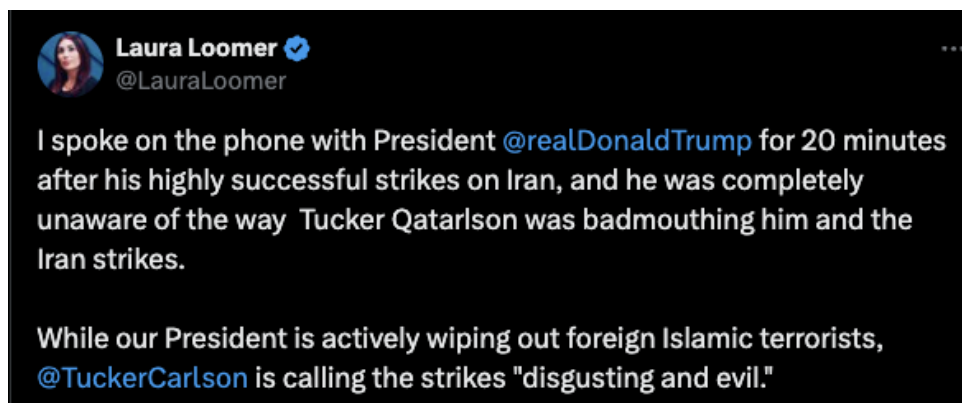 Laura Loomer
@LauraLoomer
I spoke on the phone with President @realDonaldTrump for 20 minutes
after his highly successful strikes on Iran, and he was completely
unaware of the way  Tucker Qatarlson was badmouthing him and the
Iran strikes.
While our President is actively wiping out foreign Islamic terrorists,
@TuckerCarlson is calling the strikes "disgusting and evil."